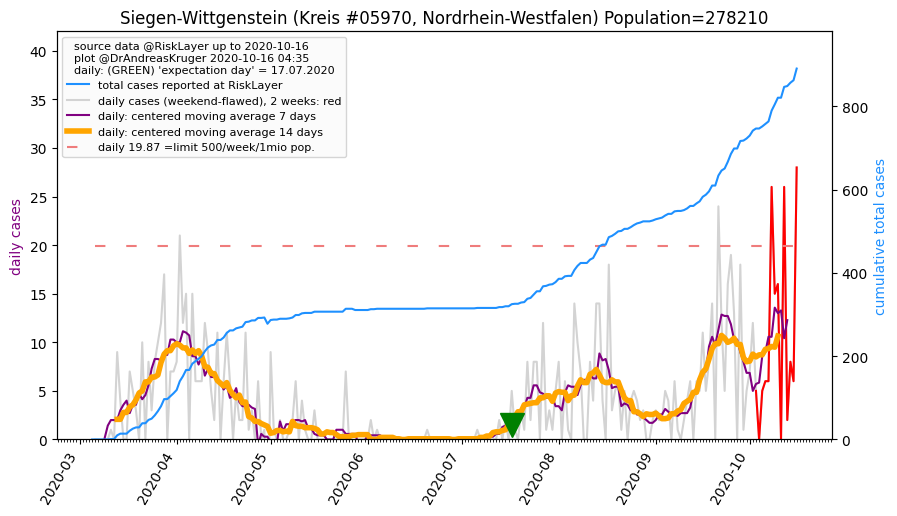 Siegen-Wittgenstein (Kreis #05970, Nordrhein-Westfalen) Population=278210
source data @RiskLayer up to 2020-10-16
plot @DrAndreasKruger 2020-10-16 04:35
daily: (GREEN) 'expectation day' = 17.07.2020
total cases reported at RiskLayer
daily cases (weekend-flawed), 2 weeks: red
daily: centered moving average 7 days
daily: centered moving average 14 days
daily 19.87 =limit 500/week/1mio pop.
daily cases
40
35
30
25
20
15
10
5
0
cumulative total cases
800
600
400
200
0
2020-03
2020-04
2020-05
2020-06
2020-07
2020-08
2020-09
2020-10